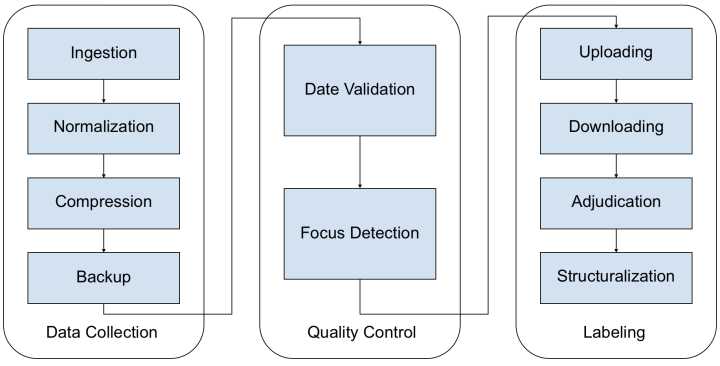 Ingestion
Normalization
Compression
Backup
Data Collection
Date Validation
Focus Detection
Quality Control
Uploading
Downloading
Adjudication
Structuralization
Labeling